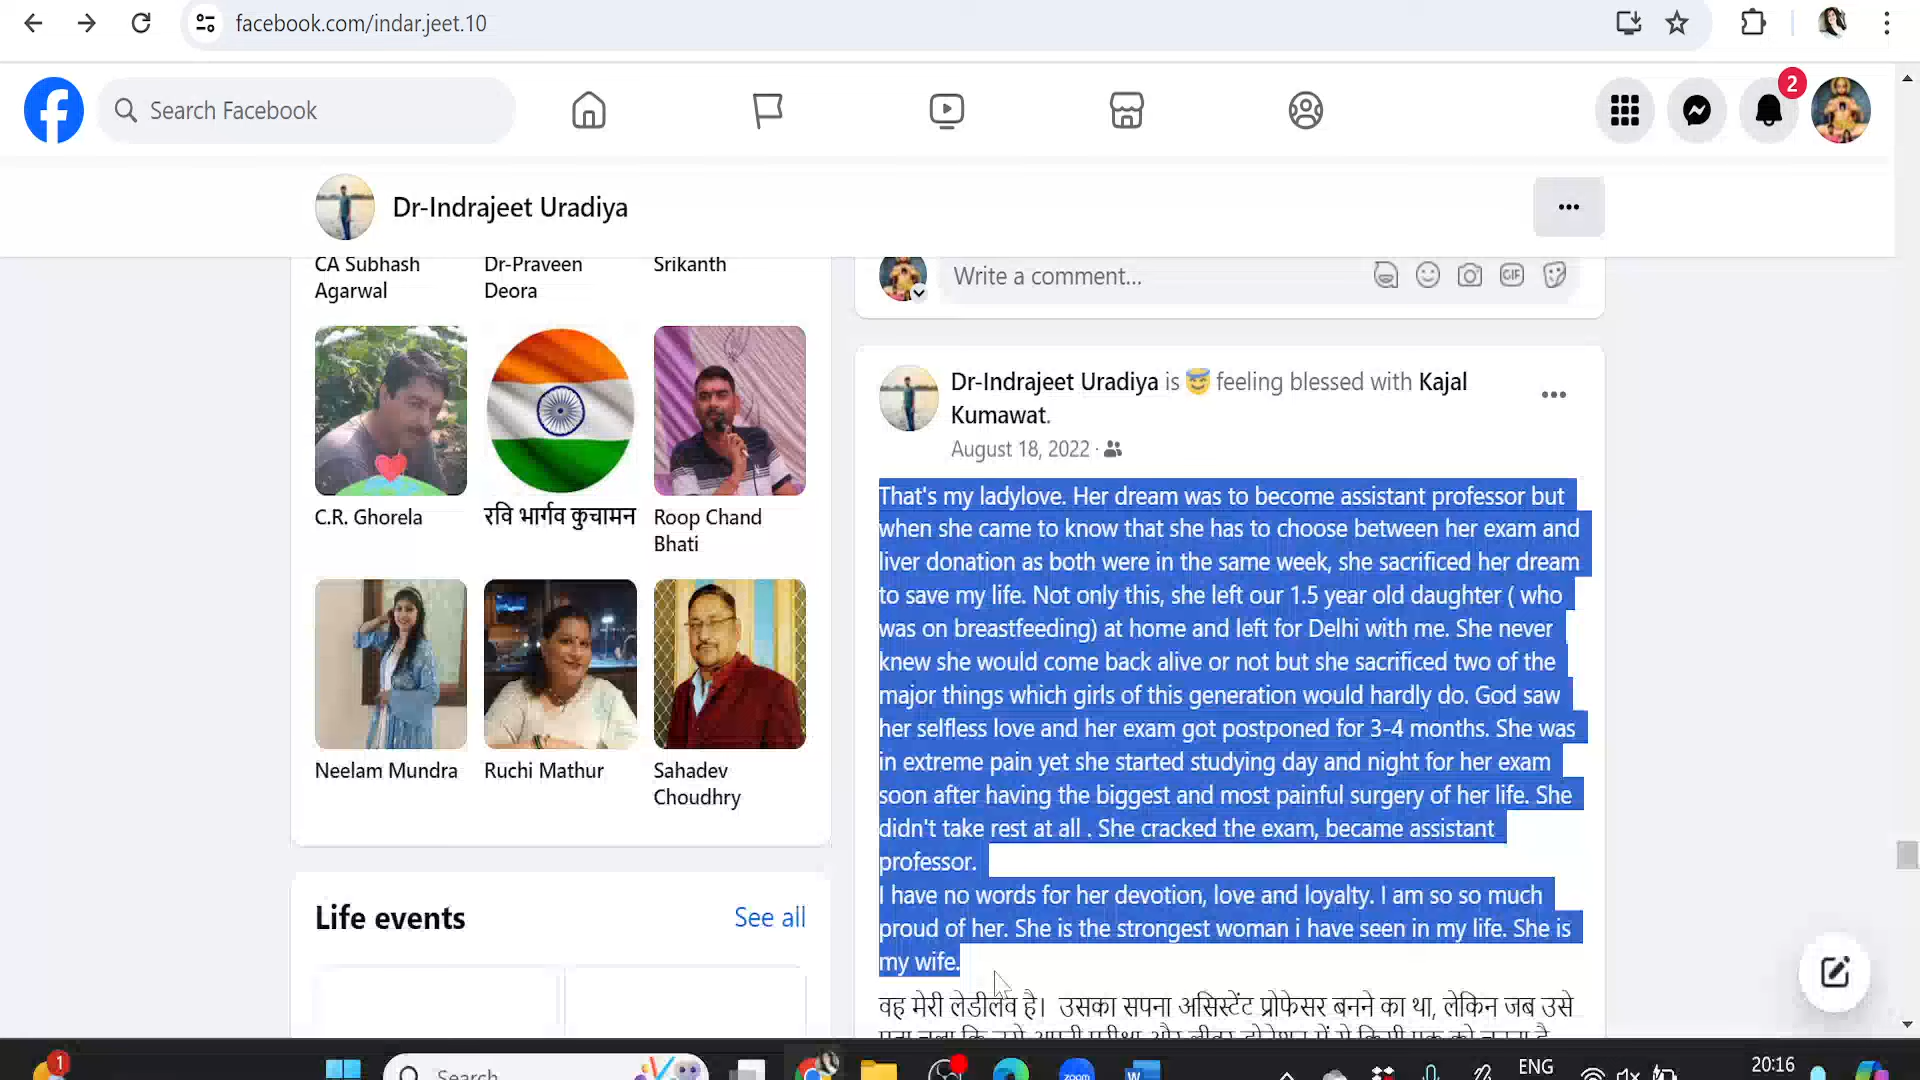 facebook.com/indar.jeet.10
Search Facebook
2
Dr-Indrajeet Uradiya
CA Subhash
Agarwal
Dr-Praveen
Deora
Srikanth
Write a comment...
GIF
C.R. Ghorela
रवि भार्गव कुचामन
Roop Chand
Bhati
Neelam Mundra
Ruchi Mathur
Sahadev
Choudhry
Life events
See all
Dr-Indrajeet Uradiya is feeling blessed with Kajal
Kumawat.
August 18, 2022 ·
That's my ladylove. Her dream was to become assistant professor but
when she came to know that she has to choose between her exam and
liver donation as both were in the same week, she sacrificed her dream
to save my life. Not only this, she left our 1.5 year old daughter ( who
was on breastfeeding) at home and left for Delhi with me. She never
knew she would come back alive or not but she sacrificed two of the
major things which girls of this generation would hardly do. God saw
her selfless love and her exam got postponed for 3-4 months. She was
in extreme pain yet she started studying day and night for her exam
soon after having the biggest and most painful surgery of her life. She
didn't take rest at all . She cracked the exam, became assistant
professor.
I have no words for her devotion, love and loyalty. I am so so much
proud of her. She is the strongest woman i have seen in my life. She is
my wife.
वह मेरी लेडीलव है। उसका सपना असिस्टेंट प्रोफेसर बनने का था, लेकिन जब उसे
1
Search
zoom
W
ENG
20:16